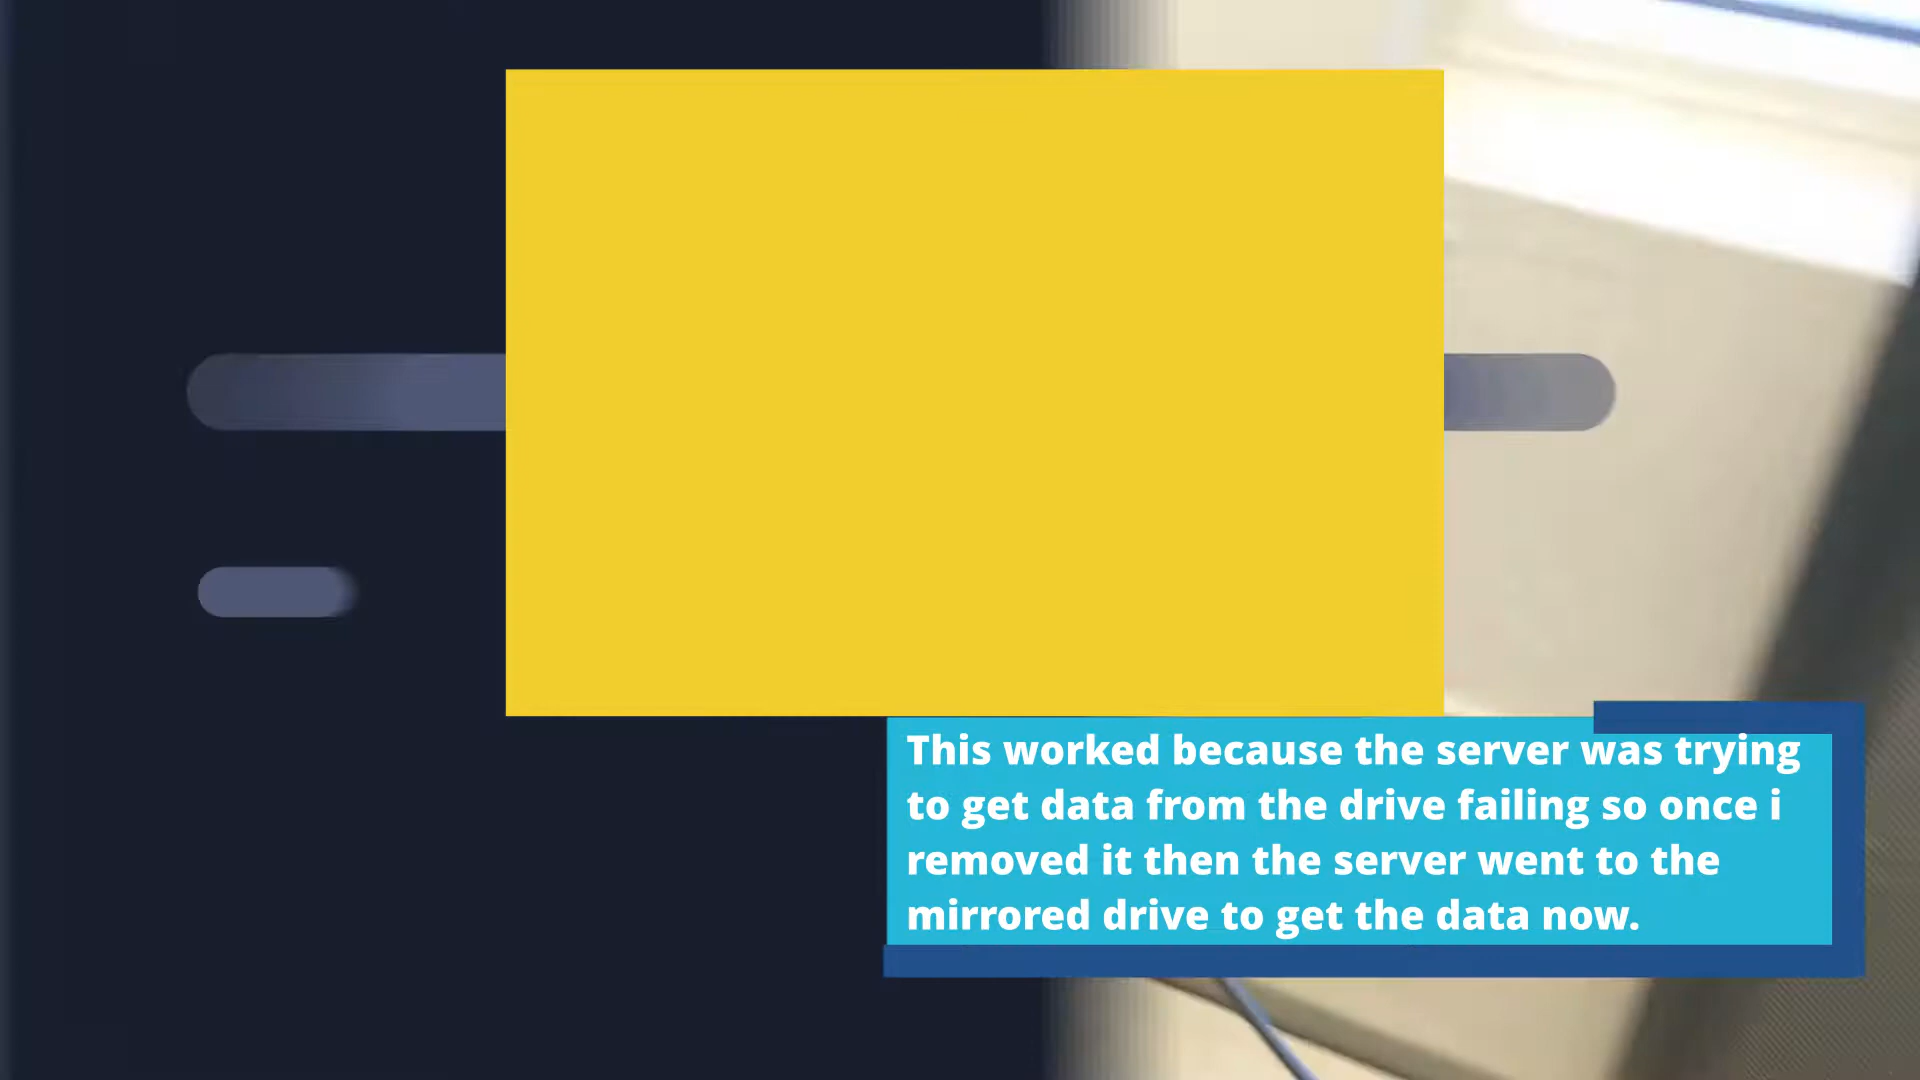 This worked because the server was trying
to get data from the drive failing so once i
removed it then the server went to the
mirrored drive to get the data now.